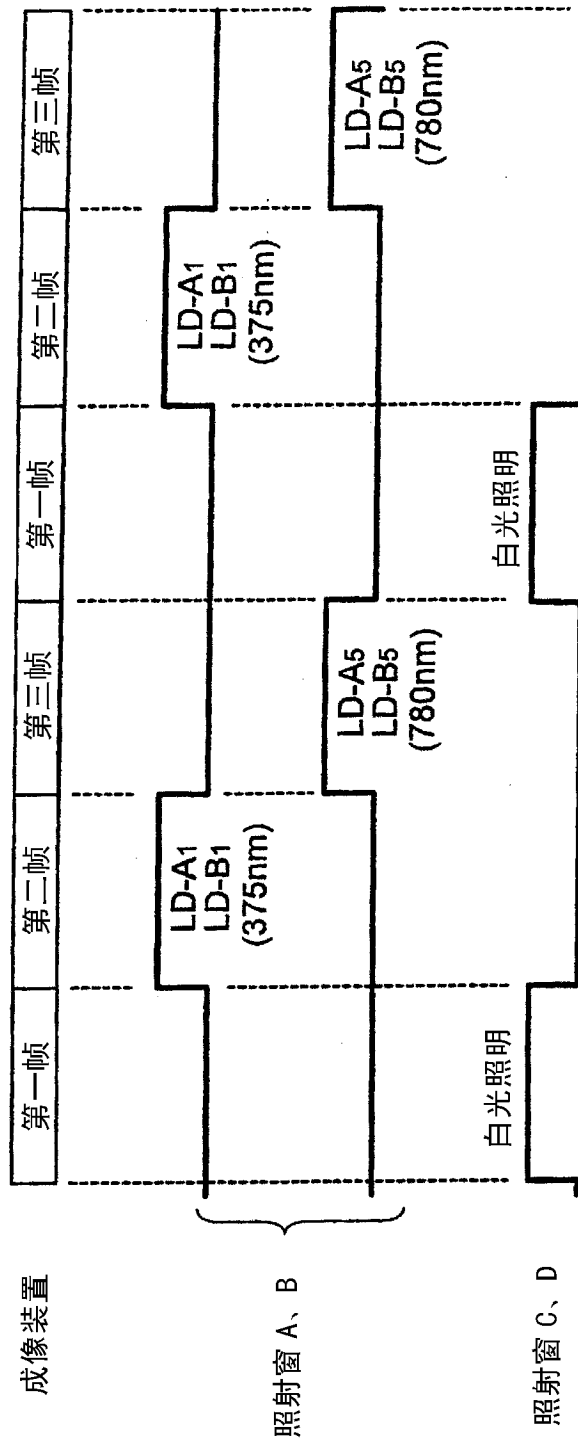 成像装置
第一帧
第二帧
第三帧
第一帧
第二帧
第三帧
照射窗 A、B
LD-A1
LD-B1
(375nm)
LD-A5
LD-B5
(780nm)
LD-A1
LD-B1
(375nm)
LD-A5
LD-B5
(780nm)
照射窗 C、D
白光照明
白光照明